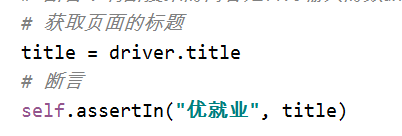 # 获取页面的标题
title = driver.title
# 断言
self.assertIn("优就业", title)